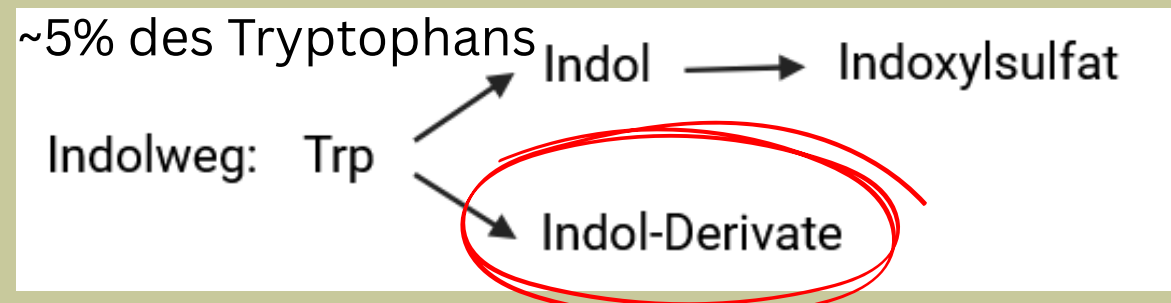 ~5% des Tryptophans
Indol → Indoxylsulfat
Indolweg: Trp
Indol-Derivate